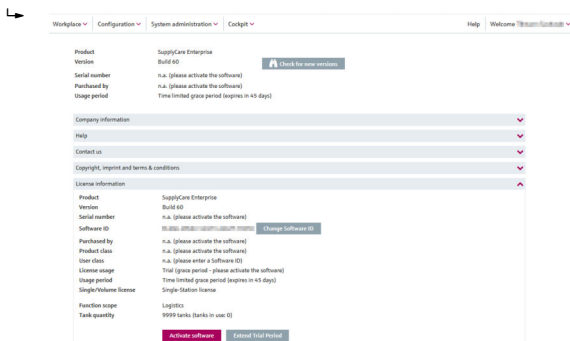 Workplace Configuration System administration Cockpit Help Welcome
Product SupplyCare Enterprise
Version Build 60 Check for new versions
Serial number n.a. (please activate the software)
Purchased by n.a. (please activate the software)
Usage period Time limited grace period (expires in 45 days)
Company information
Help
Contact us
Copyright, imprint and terms & conditions
License information
Product SupplyCare Enterprise
Version Build 60
Serial number n.a. (please activate the software)
Software ID Change Software ID
Purchased by n.a. (please activate the software)
Product class n.a. (please activate the software)
User class n.a. (please enter a Software ID)
License usage Trial (grace period - please activate the software)
Usage period Time limited grace period (expires in 45 days)
Single/Volume license Single-Station license
Function scope Logistics
Tank quantity 9999 tanks (tanks in use: 0)
Activate software Extend Trial Period